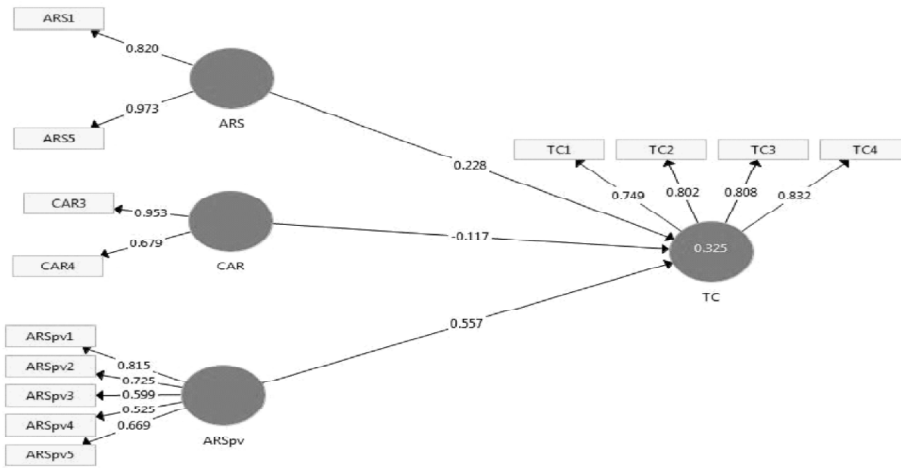 ARS1
0.820
0.973
ARS5
ARS
0.228
CAR3
0.953
0.679
CAR4
CAR
-0.117
TC1
TC2
TC3
TC4
0.749
0.802
0.808
0.832
0.325
TC
0.557
ARSpv1
ARSpv2
ARSpv3
ARSpv4
ARSpv5
0.815
0.725
0.599
0.525
0.669
ARSpv